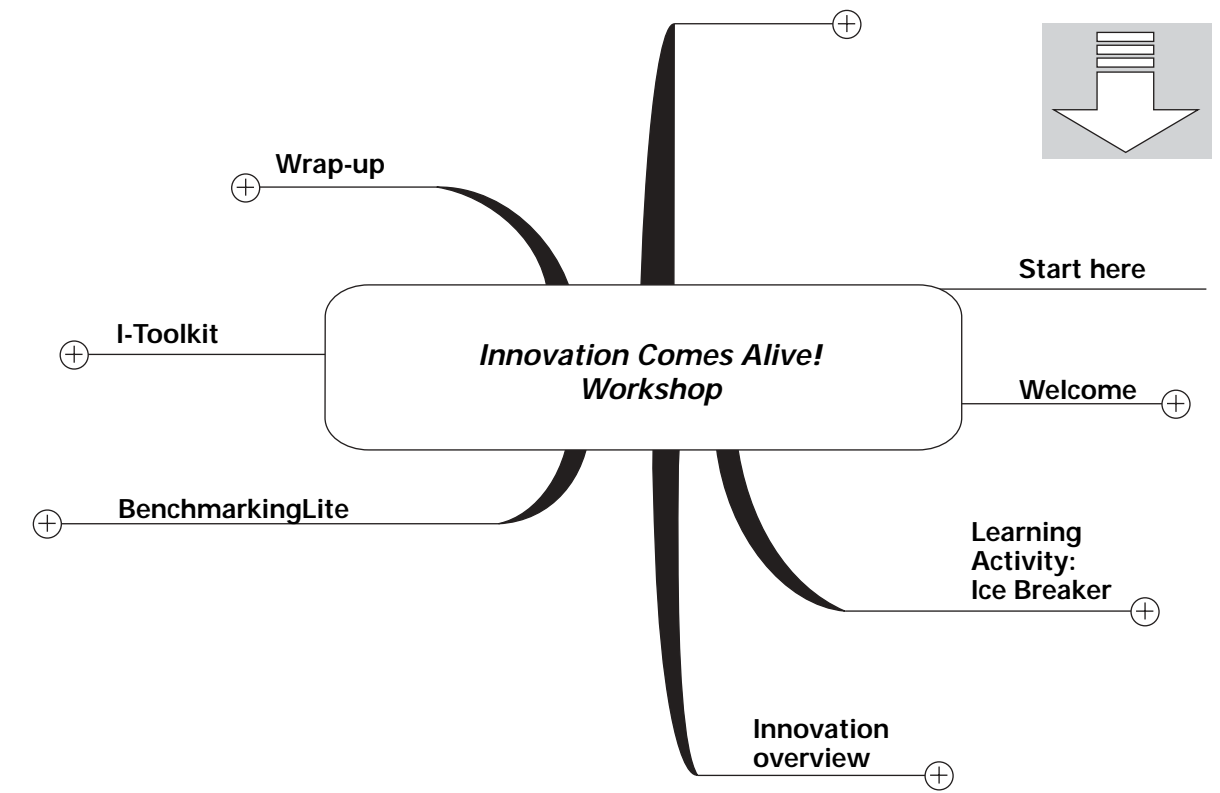 Wrap-up
Start here
I-Toolkit
Innovation Comes Alive!
Workshop
Welcome
BenchmarkingLite
Learning
Activity:
Ice Breaker
Innovation
overview